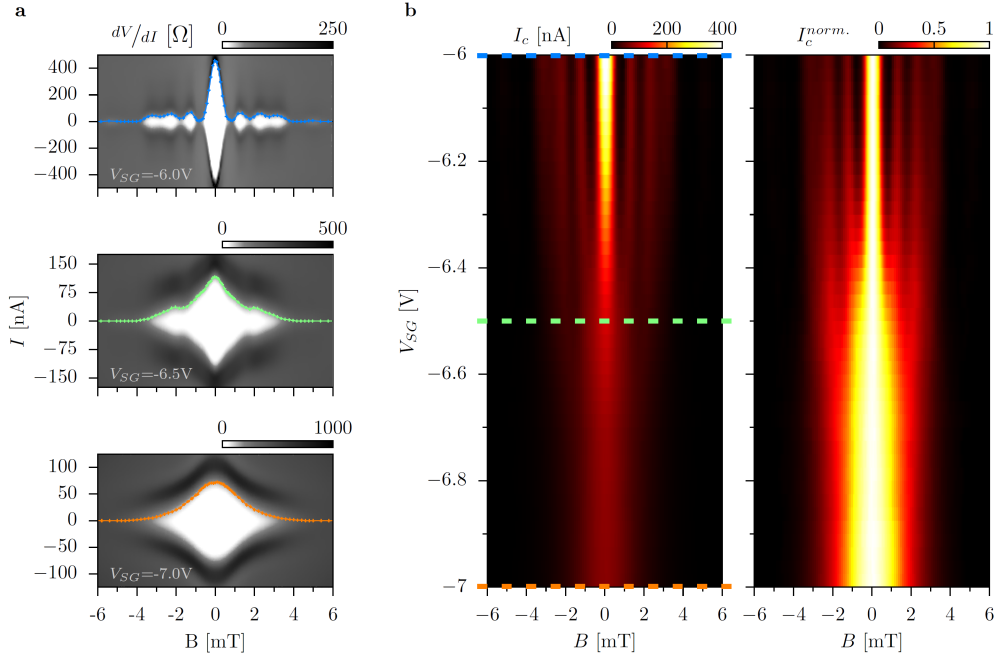 a
dV/dI [Ω]
0 250
400
200
0
−200
−400
V_SG=-6.0V
0 500
150
75
0
−75
−150
V_SG=-6.5V
I [nA]
0 1000
100
50
0
−50
−100
V_SG=-7.0V
-6 -4 -2 0 2 4 6
B [mT]
b
I_c [nA]
0 200 400
I_c^norm.
0 0.5 1
−6
−6.2
−6.4
−6.6
−6.8
−7
V_SG [V]
−6 −4 −2 0 2 4 6
B [mT]
−6 −4 −2 0 2 4 6
B [mT]